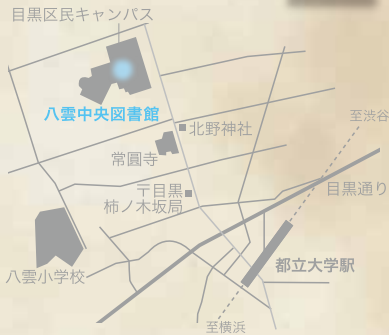 目黒区民キャンパス
八雲中央図書館
北野神社
至渋谷
常圓寺
〒目黒
柿ノ木坂局
目黒通り
都立大学駅
八雲小学校
至横浜